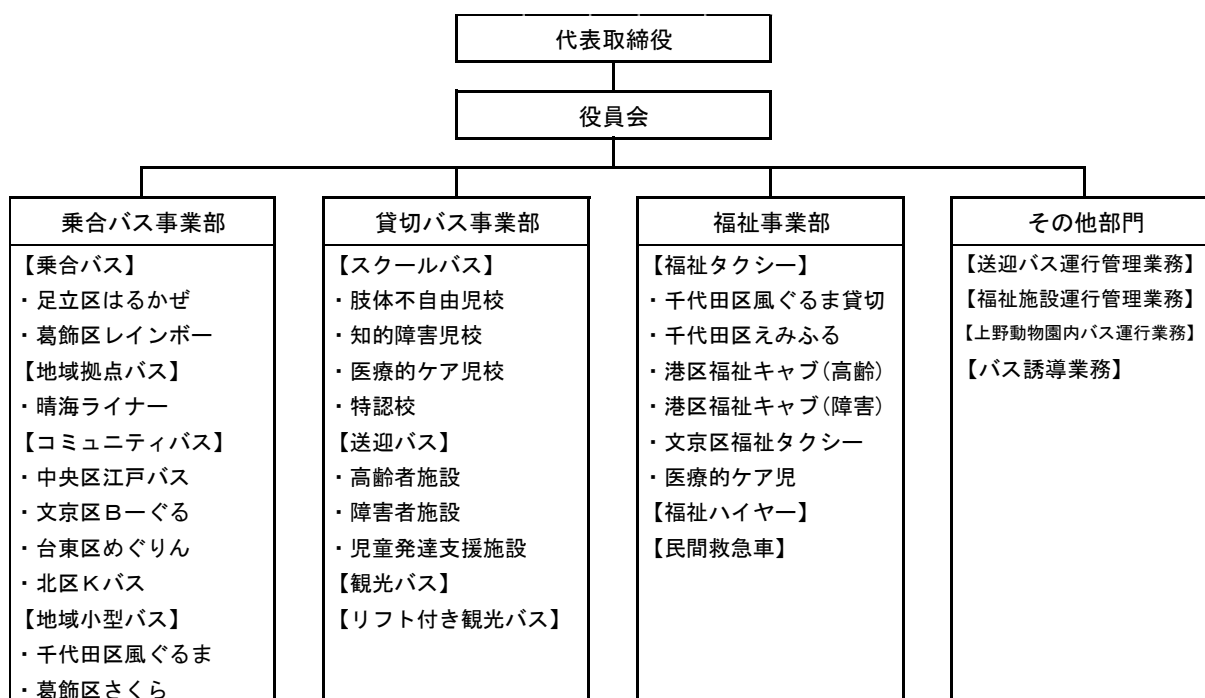 代表取締役
役員会
乗合バス事業部
【乗合バス】
・足立区はるかぜ
・葛飾区レインボー
【地域拠点バス】
・晴海ライナー
【コミュニティバス】
・中央区江戸バス
・文京区Ｂーぐる
・台東区めぐりん
・北区Ｋバス
【地域小型バス】
・千代田区風ぐるま
・葛飾区さくら
貸切バス事業部
【スクールバス】
・肢体不自由児校
・知的障害児校
・医療的ケア児校
・特認校
【送迎バス】
・高齢者施設
・障害者施設
・児童発達支援施設
【観光バス】
【リフト付き観光バス】
福祉事業部
【福祉タクシー】
・千代田区風ぐるま貸切
・千代田区えみふる
・港区福祉キャブ(高齢)
・港区福祉キャブ(障害)
・文京区福祉タクシー
・医療的ケア児
【福祉ハイヤー】
【民間救急車】
その他部門
【送迎バス運行管理業務】
【福祉施設運行管理業務】
【上野動物園内バス運行業務】
【バス誘導業務】